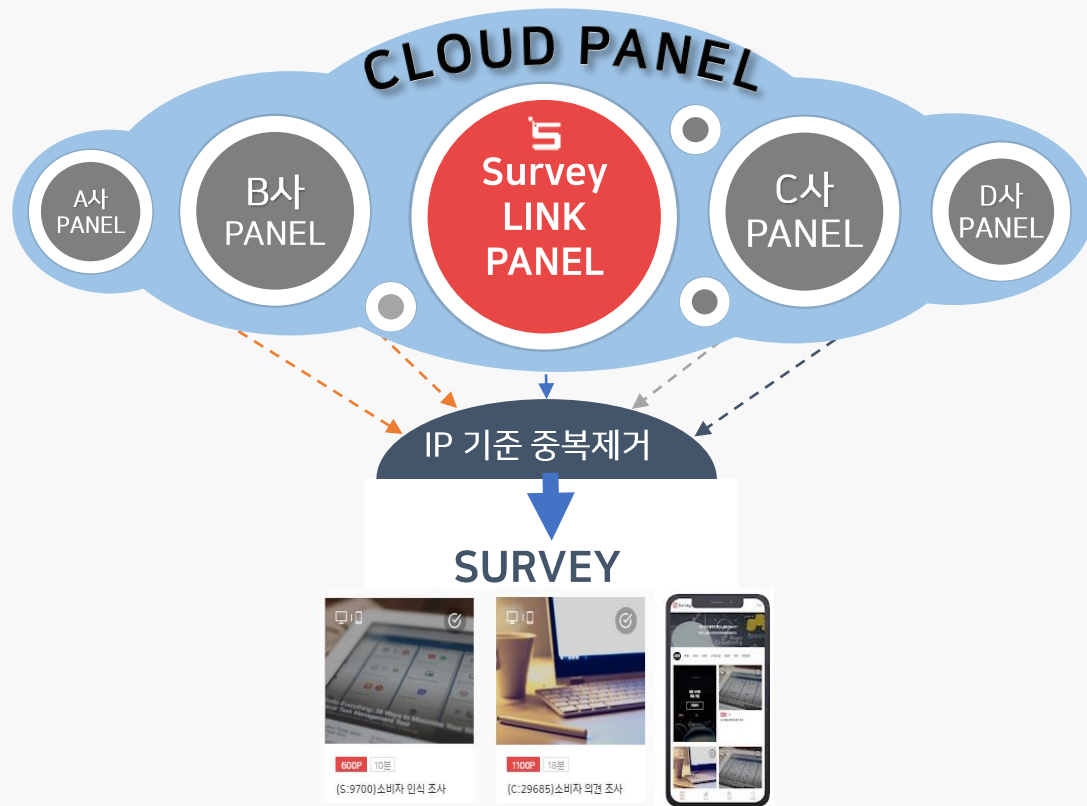 CLOUD PANEL
A사
PANEL
B사
PANEL
Survey
LINK
PANEL
C사
PANEL
D사
PANEL
IP 기준 중복제거
SURVEY
600P 10분
(S:9700)소비자 인식 조사
1100P 18분
(C:29685)소비자 의견 조사